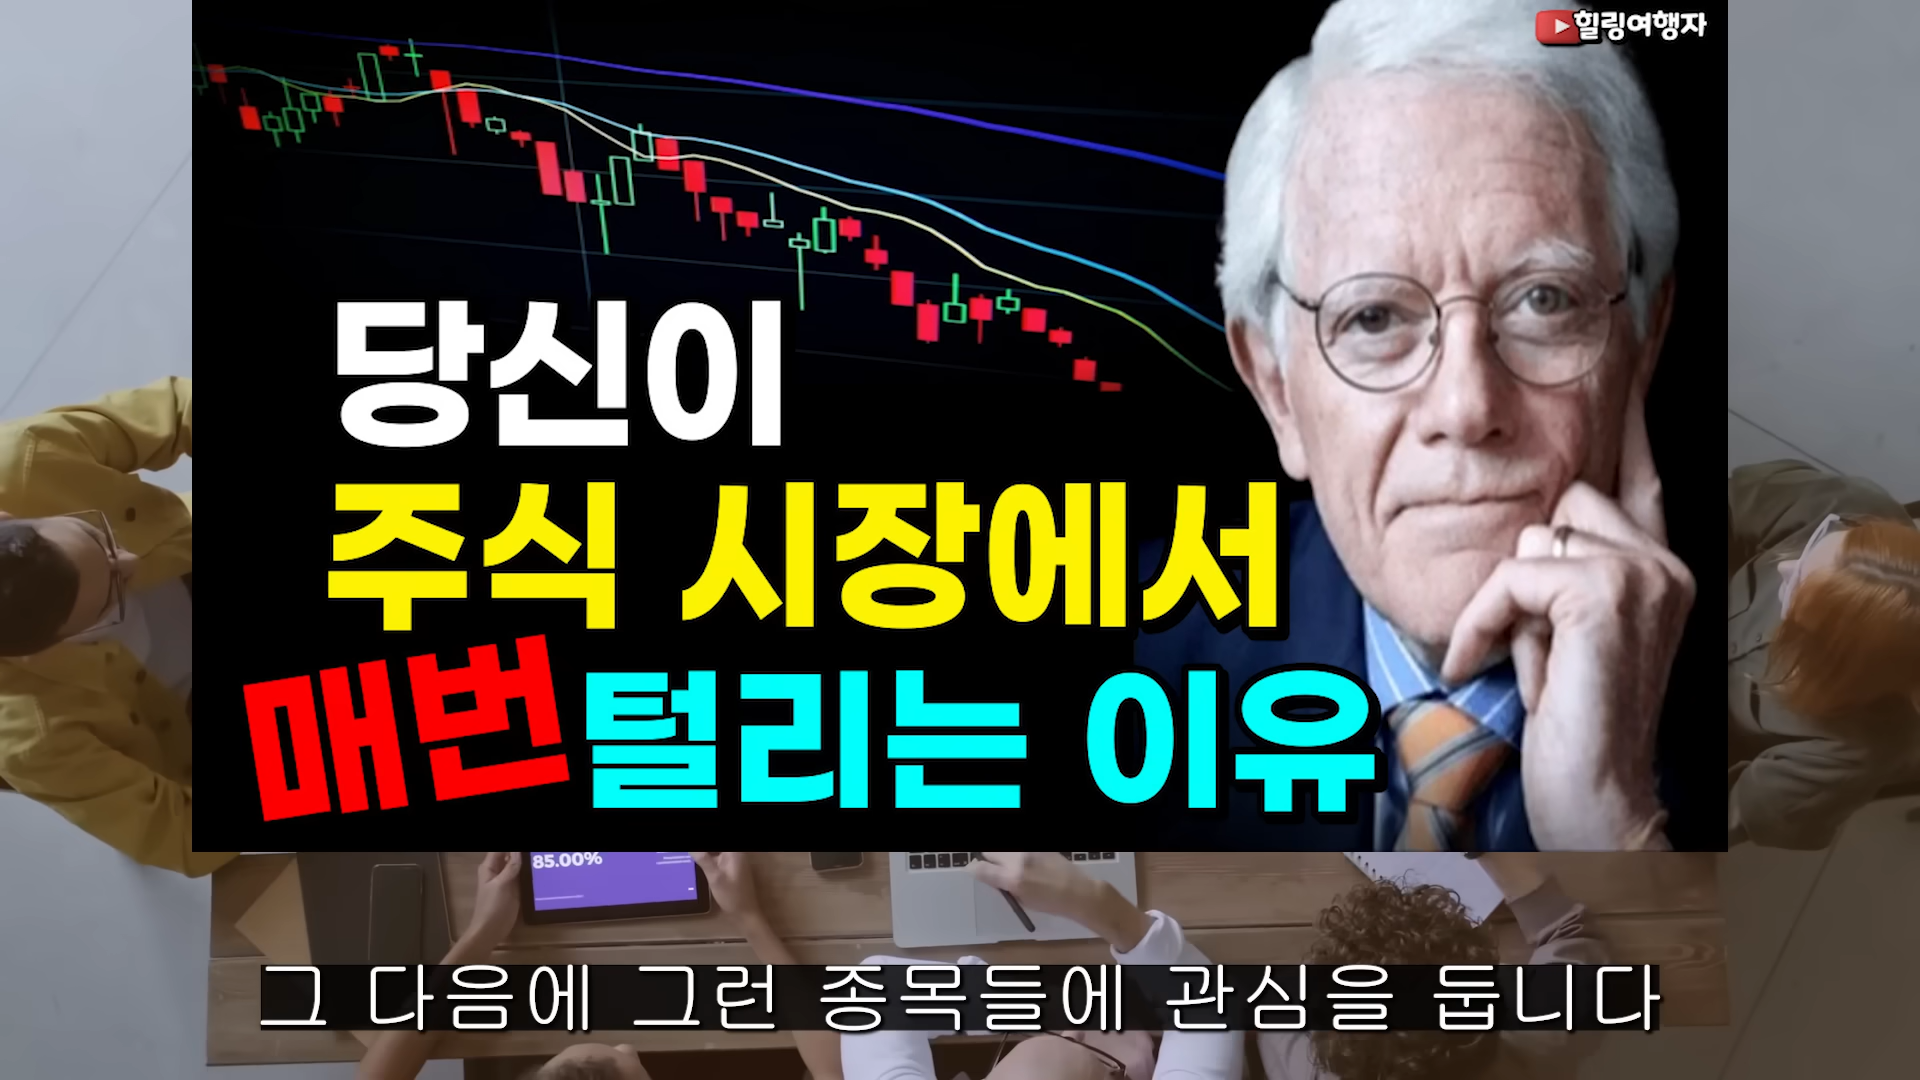 힐링여행자
당신이
주식 시장에서
매번 털리는 이유
85.00%
그 다음에 그런 종목들에 관심을 둡니다